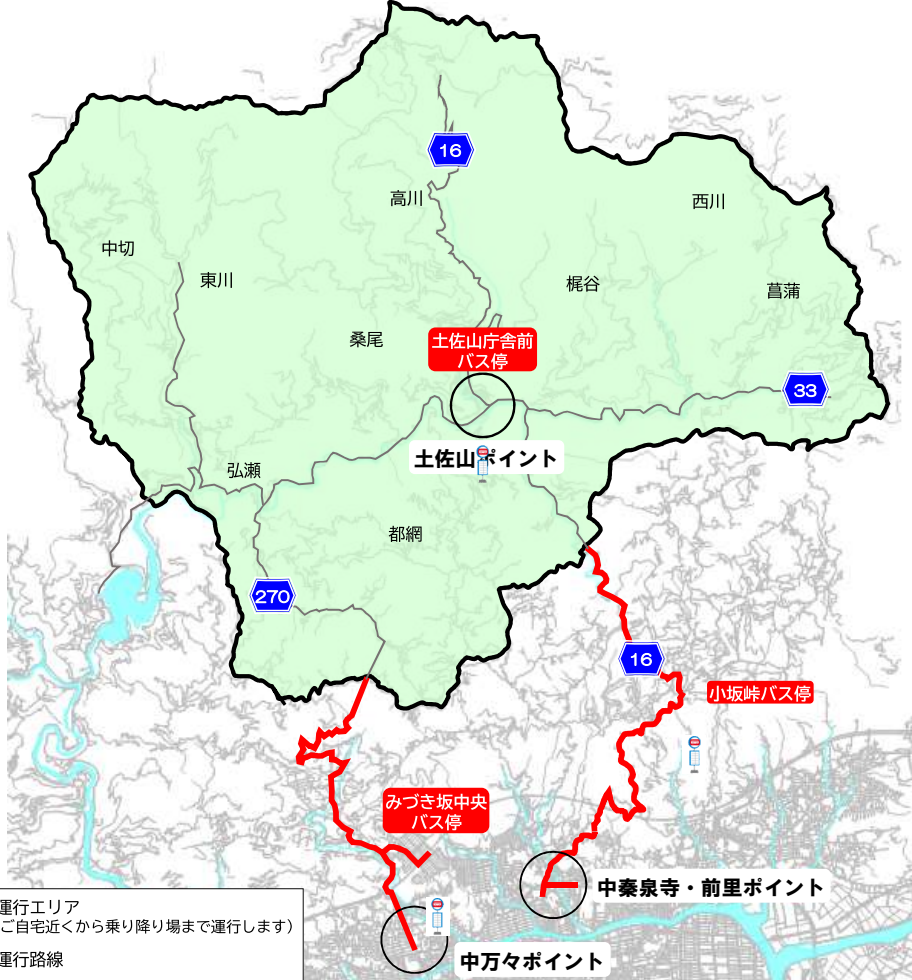 16
高川
西川
中切
東川
梶谷
菖蒲
桑尾
土佐山庁舎前
バス停
33
土佐山ポイント
弘瀬
都網
270
16
小坂峠バス停
みづき坂中央
バス停
中秦泉寺・前里ポイント
運行エリア
ご自宅近くから乗り降り場まで運行します）
運行路線
中万々ポイント